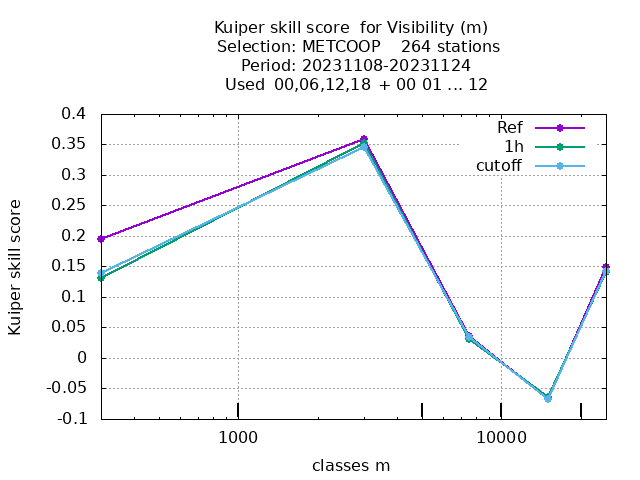 Kuiper skill score  for Visibility (m)
Selection: METCOOP    264 stations
Period: 20231108-20231124
Used  00,06,12,18  + 00 01 ... 12
0.4
0.35
0.3
0.25
0.2
0.15
0.1
0.05
0
-0.05
-0.1
Kuiper skill score
Ref
1h
cutoff
1000
10000
classes m